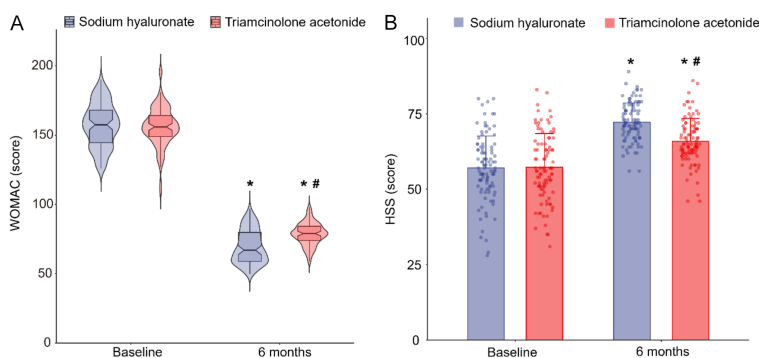 A
Sodium hyaluronate
Triamcinolone acetonide
WOMAC (score)
200
150
100
50
0
*
* #
Baseline
6 months
B
Sodium hyaluronate
Triamcinolone acetonide
HSS (score)
100
75
50
25
0
*
* #
Baseline
6 months